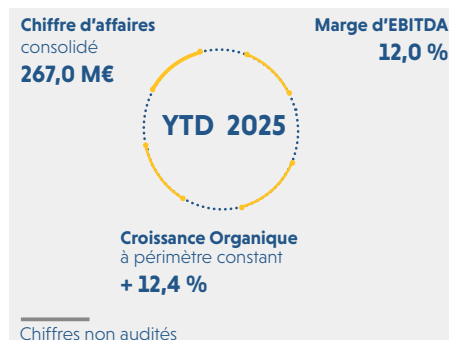 Chiffre d’affaires
consolidé
267,0 M€
Marge d’EBITDA
12,0 %
YTD 2025
Croissance Organique
à périmètre constant
+ 12,4 %
Chiffres non audités